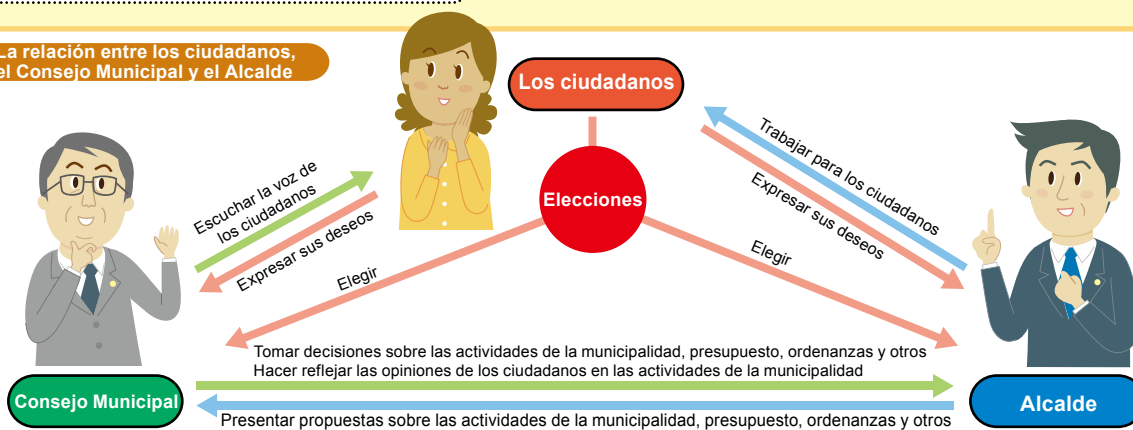 La relación entre los ciudadanos,
el Consejo Municipal y el Alcalde
Los ciudadanos
Elecciones
Escuchar la voz de
los ciudadanos
Expresar sus deseos
Elegir
Trabajar para los ciudadanos
Expresar sus deseos
Elegir
Tomar decisiones sobre las actividades de la municipalidad, presupuesto, ordenanzas y otros
Hacer reflejar las opiniones de los ciudadanos en las actividades de la municipalidad
Consejo Municipal
Alcalde
Presentar propuestas sobre las actividades de la municipalidad, presupuesto, ordenanzas y otros